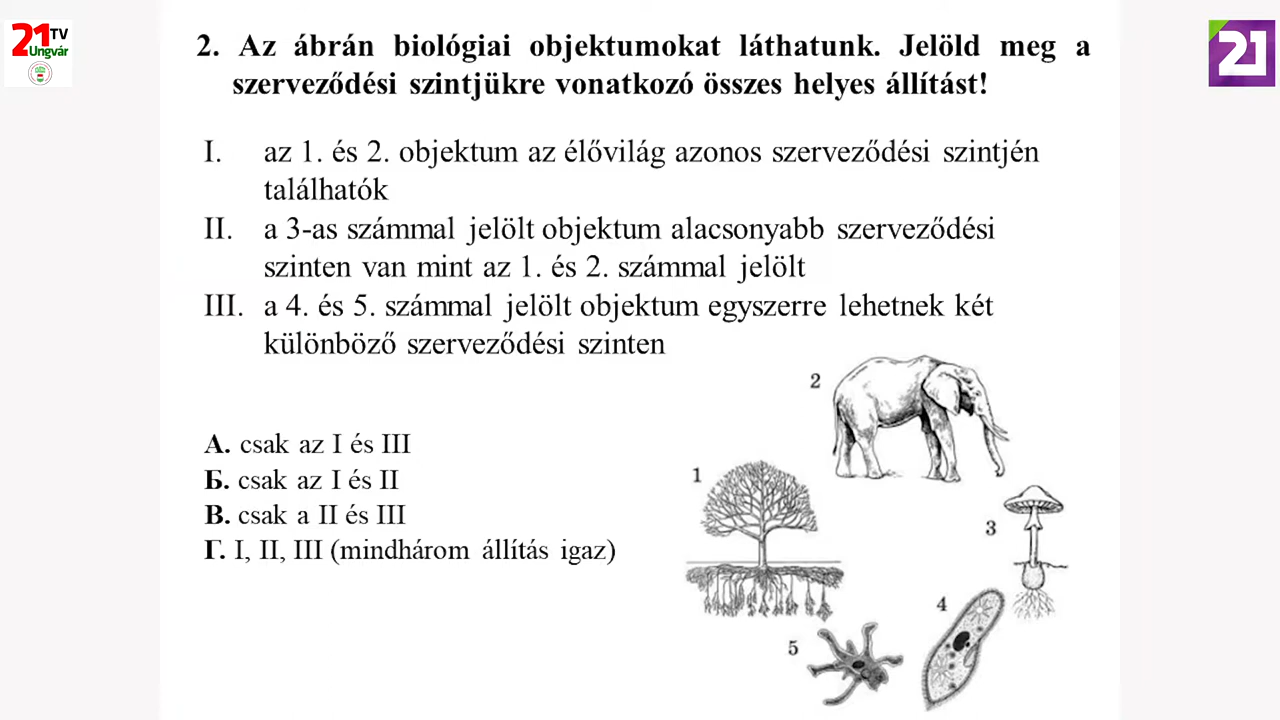 21 TV
Ungvár
21
2. Az ábrán biológiai objektumokat láthatunk. Jelöld meg a
szerveződési szintjükre vonatkozó összes helyes állítást!
I. az 1. és 2. objektum az élővilág azonos szerveződési szintjén
találhatók
II. a 3-as számmal jelölt objektum alacsonyabb szerveződési
szinten van mint az 1. és 2. számmal jelölt
III. a 4. és 5. számmal jelölt objektum egyszerre lehetnek két
különböző szerveződési szinten
А. csak az I és III
Б. csak az I és II
В. csak a II és III
Г. I, II, III (mindhárom állítás igaz)
2
1
3
4
5